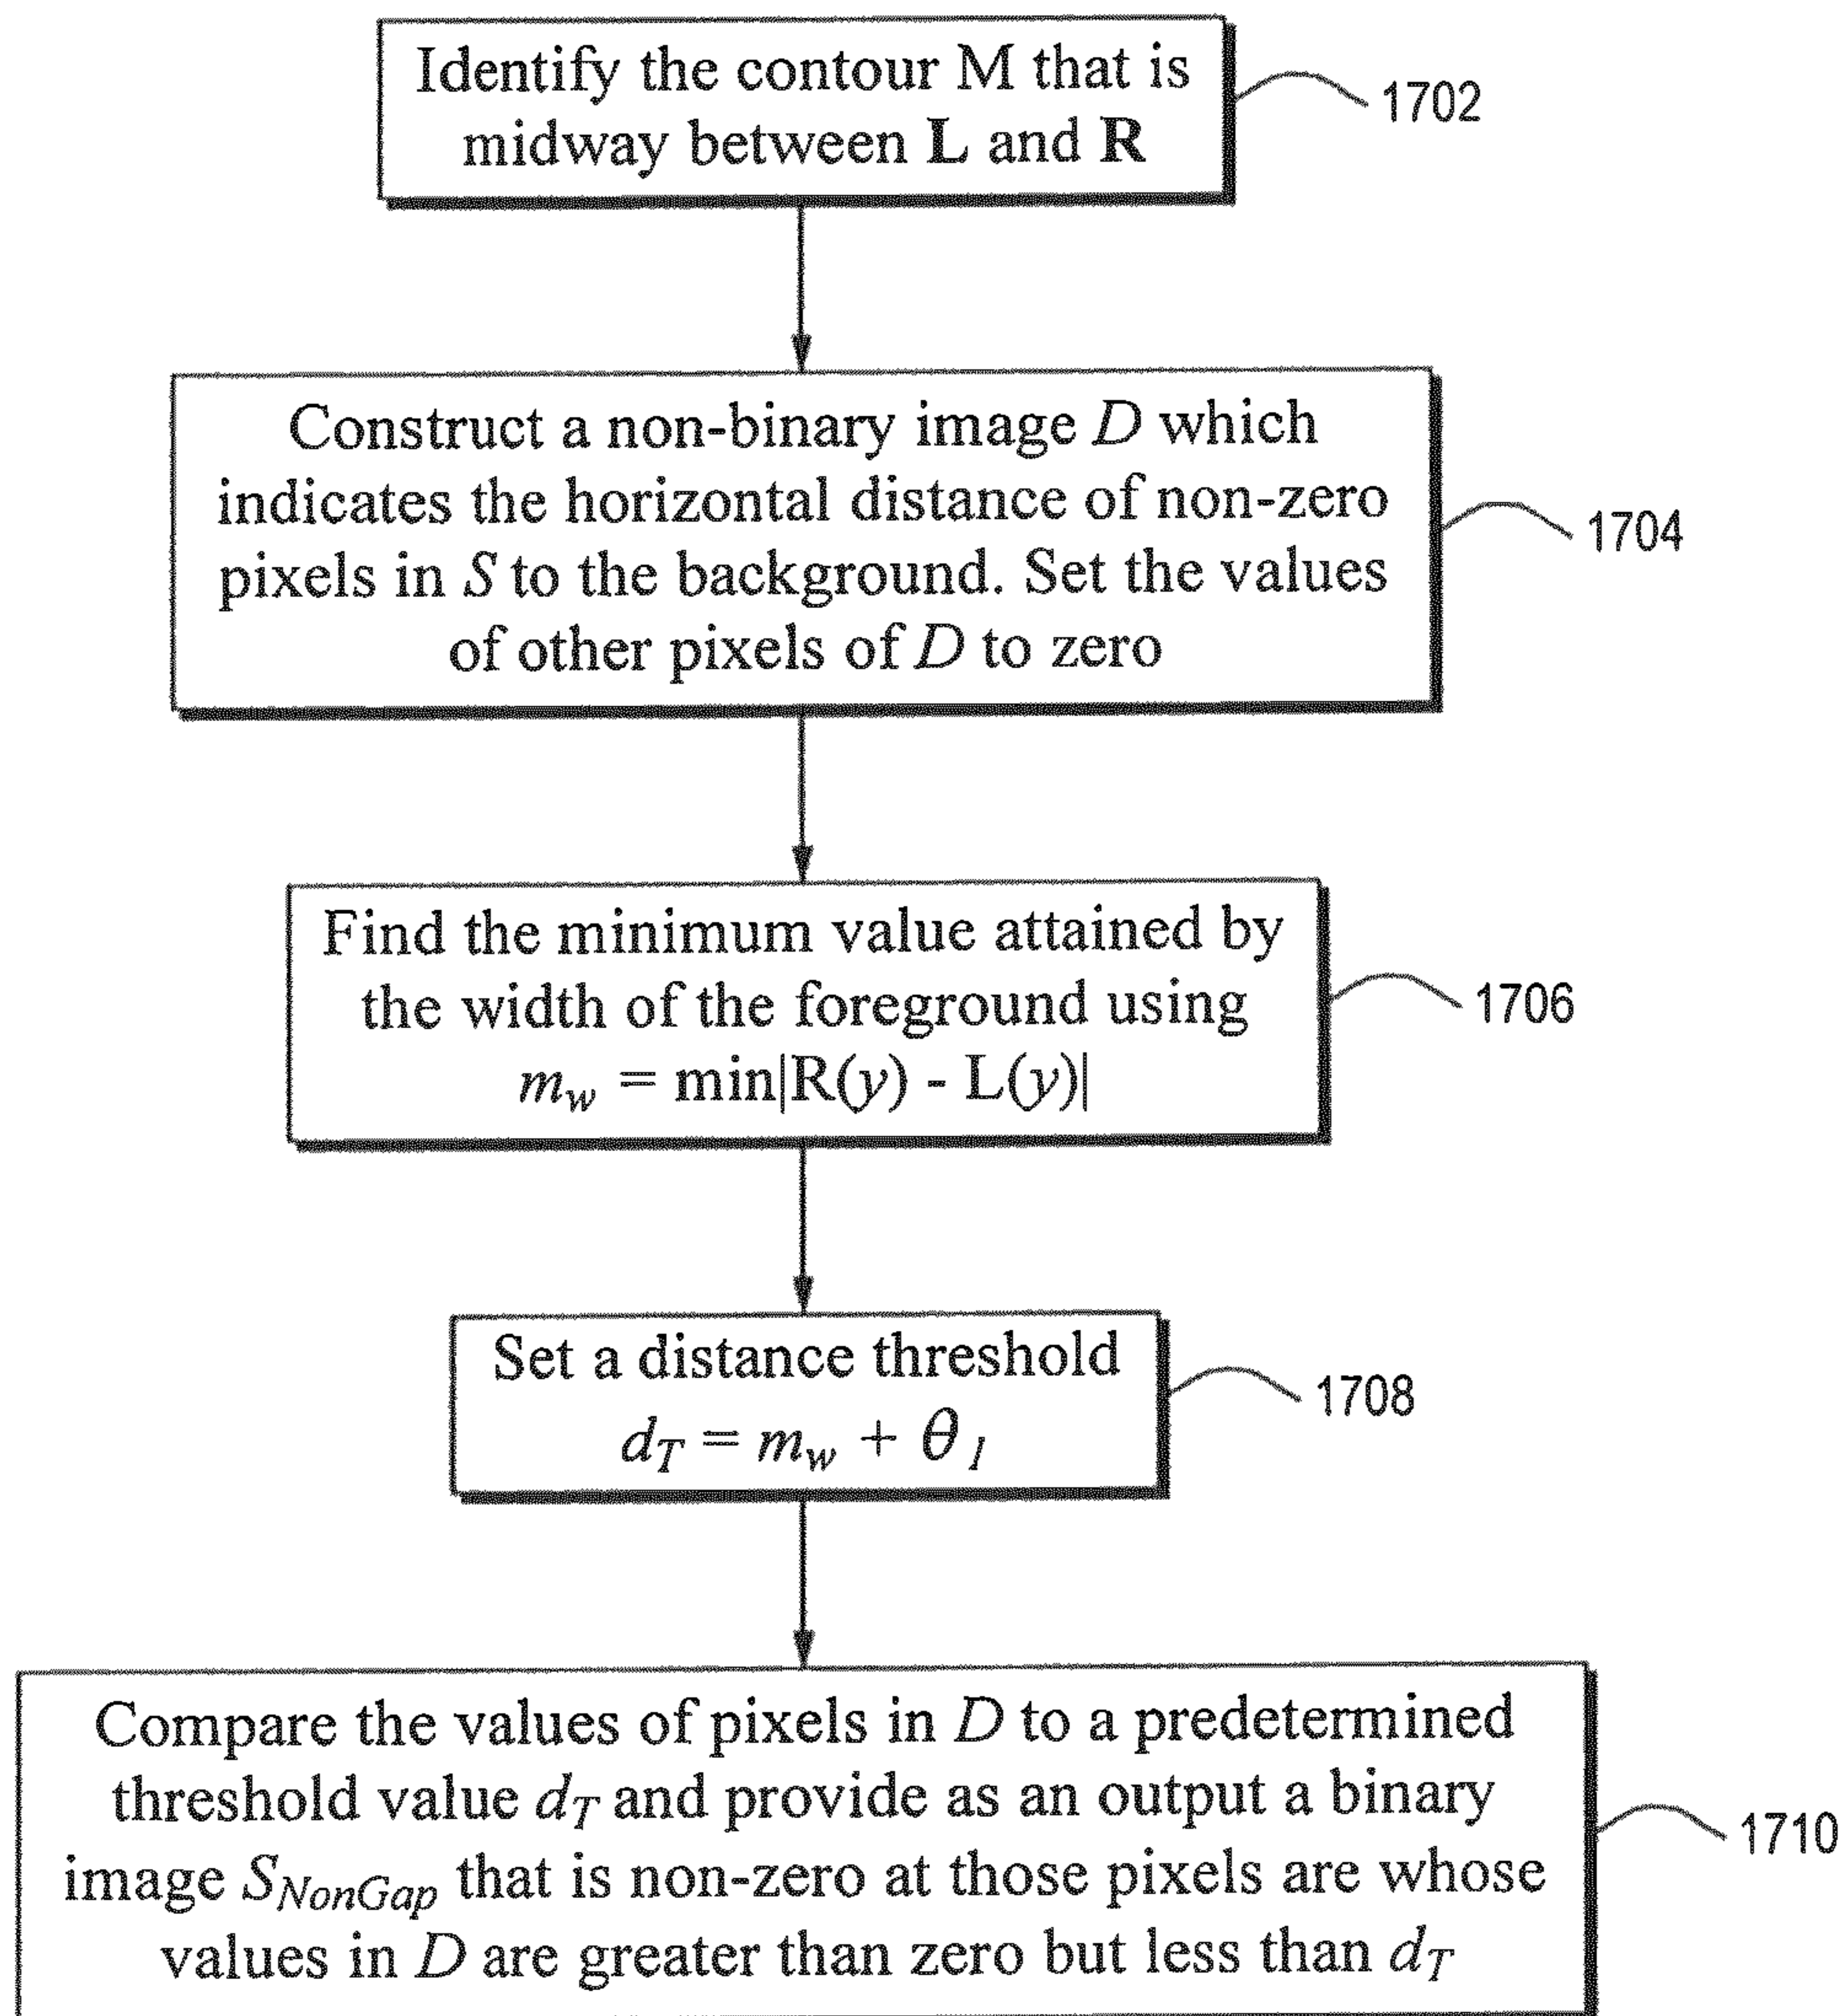 Identify the contour M that is
midway between L and R
1702
Construct a non-binary image D which
indicates the horizontal distance of non-zero
pixels in S to the background. Set the values
of other pixels of D to zero
1704
Find the minimum value attained by
the width of the foreground using
m_w = min|R(y) - L(y)|
1706
Set a distance threshold
d_T = m_w + θ_1
1708
Compare the values of pixels in D to a predetermined
threshold value d_T and provide as an output a binary
image S_NonGap that is non-zero at those pixels are whose
values in D are greater than zero but less than d_T
1710